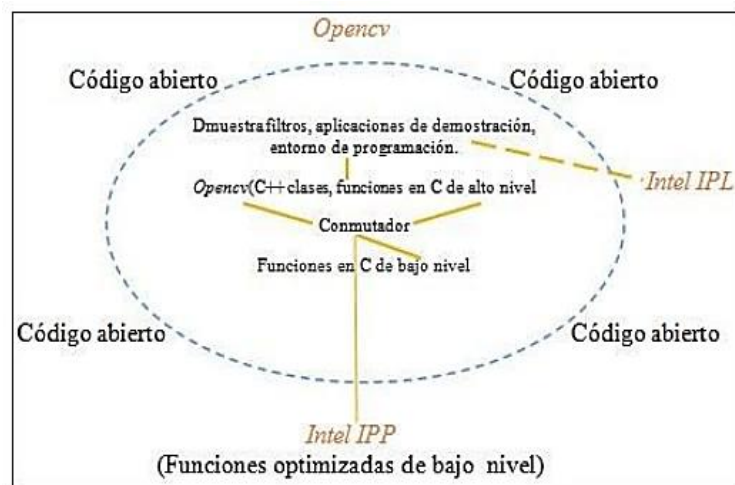 Opencv
Código abierto
Código abierto
Dmuestrafiltros, aplicaciones de demostración,
entorno de programación.
Intel IPL
Opencv(C++ clases, funciones en C de alto nivel
Conmutador
Funciones en C de bajo nivel
Código abierto
Código abierto
Intel IPP
(Funciones optimizadas de bajo nivel)